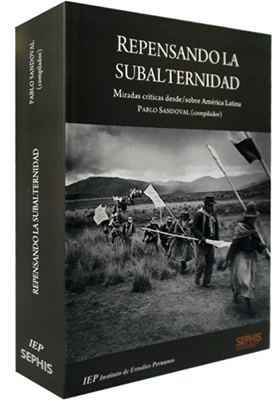 REPENSANDO LA
SUBALTERNIDAD
Miradas críticas desde/sobre América Latina
PABLO SANDOVAL (compilador)
IEP Instituto de Estudios Peruanos
SEPHIS
PABLO SANDOVAL
(compilador)
REPENSANDO LA SUBALTERNIDAD
IEP
SEPHIS